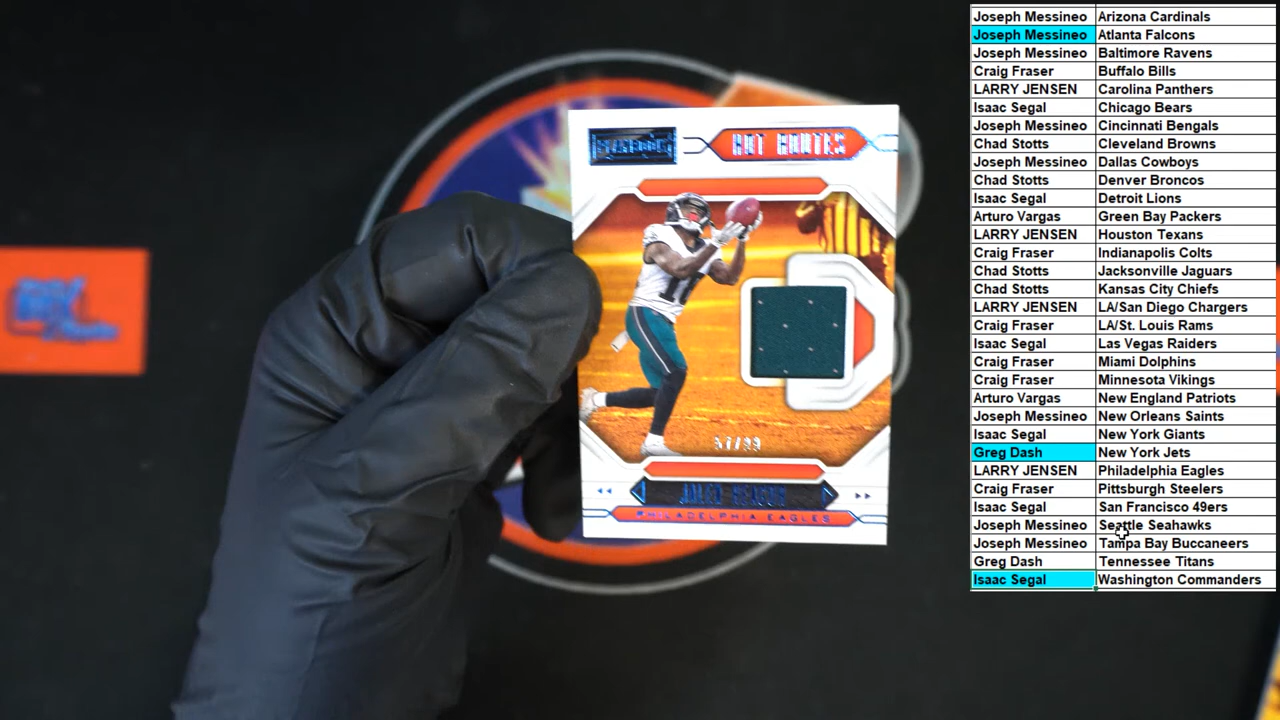 PLAYBOOK
HOT ROUTES
18
57/99
JALEN REAGOR
PHILADELPHIA EAGLES
Joseph Messineo Arizona Cardinals
Joseph Messineo Atlanta Falcons
Joseph Messineo Baltimore Ravens
Craig Fraser Buffalo Bills
LARRY JENSEN Carolina Panthers
Isaac Segal Chicago Bears
Joseph Messineo Cincinnati Bengals
Chad Stotts Cleveland Browns
Joseph Messineo Dallas Cowboys
Chad Stotts Denver Broncos
Isaac Segal Detroit Lions
Arturo Vargas Green Bay Packers
LARRY JENSEN Houston Texans
Craig Fraser Indianapolis Colts
Chad Stotts Jacksonville Jaguars
Chad Stotts Kansas City Chiefs
LARRY JENSEN LA/San Diego Chargers
Craig Fraser LA/St. Louis Rams
Isaac Segal Las Vegas Raiders
Craig Fraser Miami Dolphins
Craig Fraser Minnesota Vikings
Arturo Vargas New England Patriots
Joseph Messineo New Orleans Saints
Isaac Segal New York Giants
Greg Dash New York Jets
LARRY JENSEN Philadelphia Eagles
Craig Fraser Pittsburgh Steelers
Isaac Segal San Francisco 49ers
Joseph Messineo Seattle Seahawks
Joseph Messineo Tampa Bay Buccaneers
Greg Dash Tennessee Titans
Isaac Segal Washington Commanders